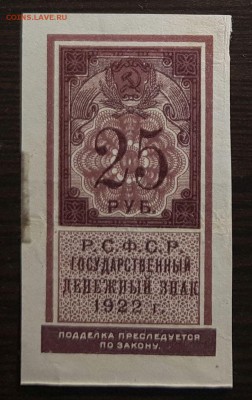 COINS.LAVE.RU
25
РУБ.
Р.С.Ф.С.Р.
ГОСУДАРСТВЕННЫЙ
ДЕНЕЖНЫЙ ЗНАК
1922 г.
ПОДДЕЛКА ПРЕСЛЕДУЕТСЯ
ПО ЗАКОНУ.